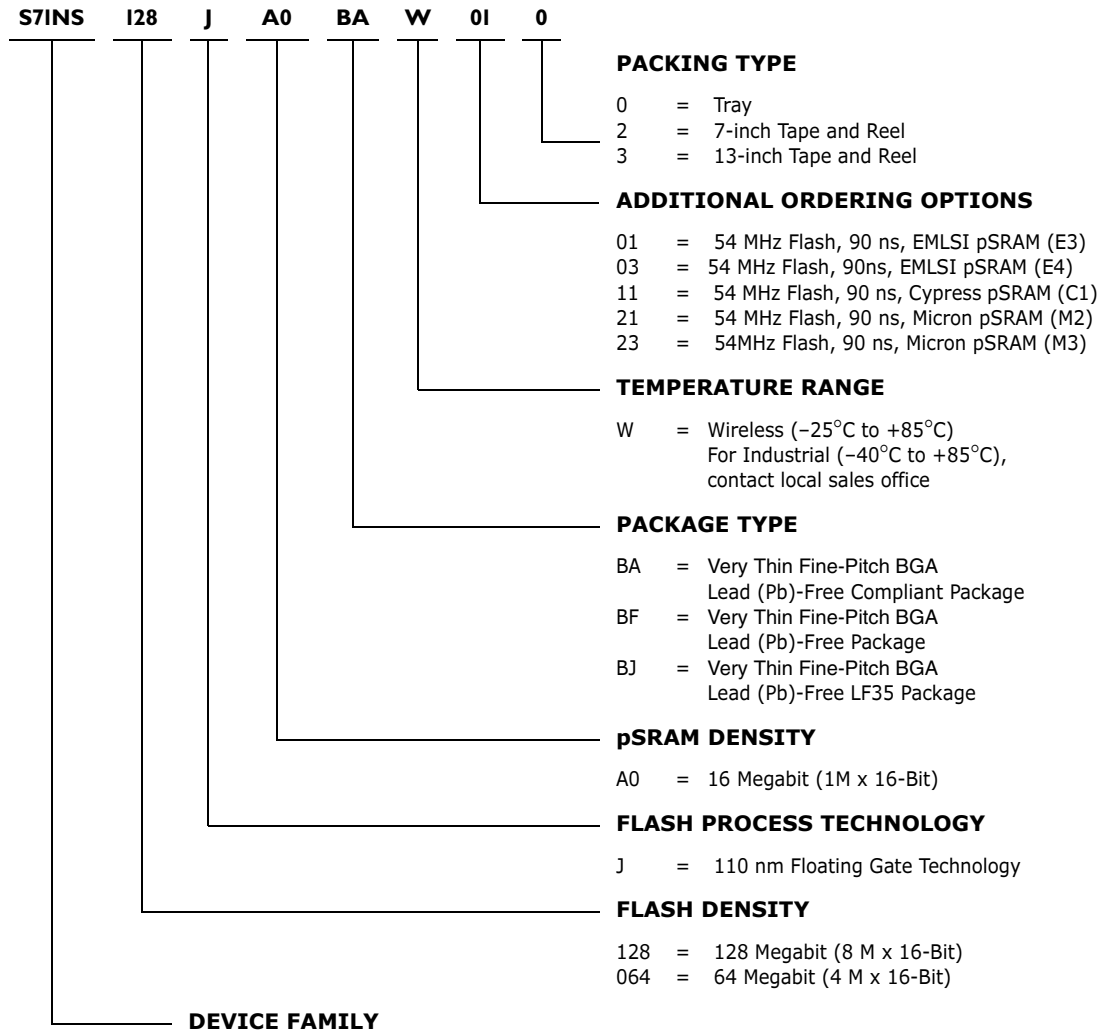 S71NS 128 J A0 BA W 01 0
PACKING TYPE
0 = Tray
2 = 7-inch Tape and Reel
3 = 13-inch Tape and Reel
ADDITIONAL ORDERING OPTIONS
01 = 54 MHz Flash, 90 ns, EMLSI pSRAM (E3)
03 = 54 MHz Flash, 90ns, EMLSI pSRAM (E4)
11 = 54 MHz Flash, 90 ns, Cypress pSRAM (C1)
21 = 54 MHz Flash, 90 ns, Micron pSRAM (M2)
23 = 54MHz Flash, 90 ns, Micron pSRAM (M3)
TEMPERATURE RANGE
W = Wireless (–25°C to +85°C)
For Industrial (–40°C to +85°C),
contact local sales office
PACKAGE TYPE
BA = Very Thin Fine-Pitch BGA
Lead (Pb)-Free Compliant Package
BF = Very Thin Fine-Pitch BGA
Lead (Pb)-Free Package
BJ = Very Thin Fine-Pitch BGA
Lead (Pb)-Free LF35 Package
pSRAM DENSITY
A0 = 16 Megabit (1M x 16-Bit)
FLASH PROCESS TECHNOLOGY
J = 110 nm Floating Gate Technology
FLASH DENSITY
128 = 128 Megabit (8 M x 16-Bit)
064 = 64 Megabit (4 M x 16-Bit)
DEVICE FAMILY